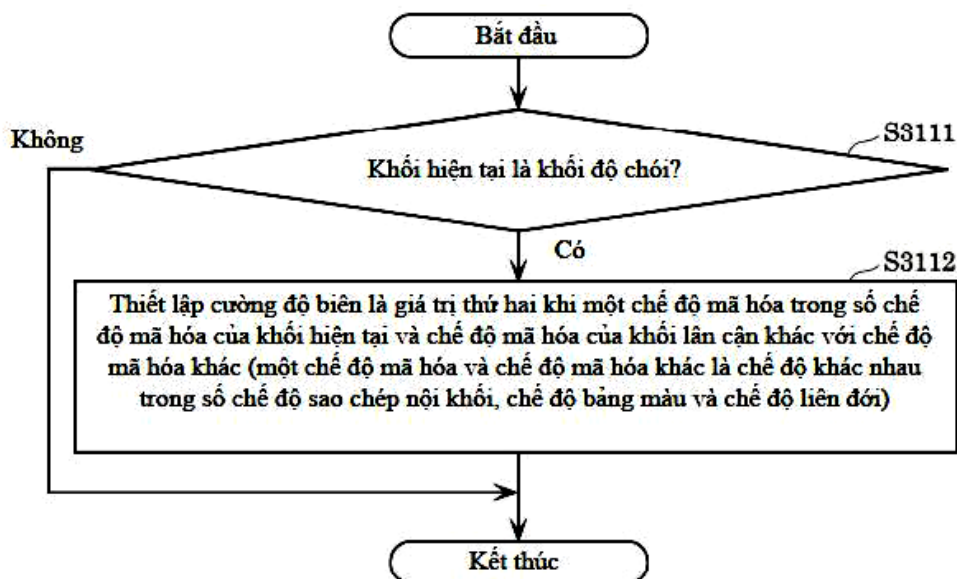 Bắt đầu
Không
S3111
Khối hiện tại là khối độ chói?
Có
S3112
Thiết lập cường độ biên là giá trị thứ hai khi một chế độ mã hóa trong số chế
độ mã hóa của khối hiện tại và chế độ mã hóa của khối lân cận khác với chế độ
mã hóa khác (một chế độ mã hóa và chế độ mã hóa khác là chế độ khác nhau
trong số chế độ sao chép nội khối, chế độ bảng màu và chế độ liên đới)
Kết thúc